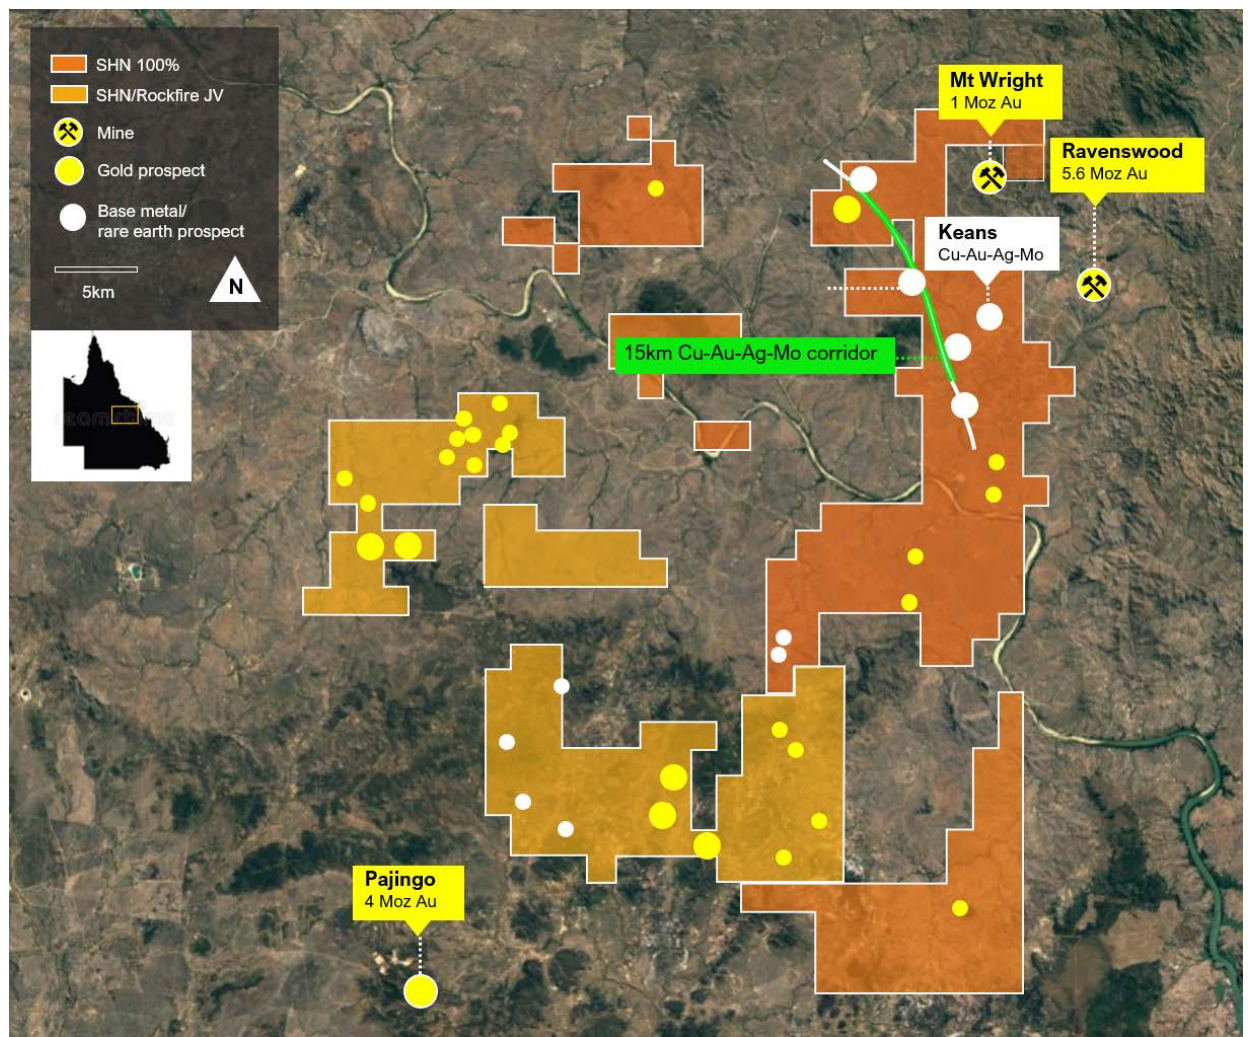 SHN 100%
SHN/Rockfire JV
Mine
Gold prospect
Base metal/
rare earth prospect
5km
N
Mt Wright
1 Moz Au
Ravenswood
5.6 Moz Au
Keans
Cu-Au-Ag-Mo
15km Cu-Au-Ag-Mo corridor
Pajingo
4 Moz Au